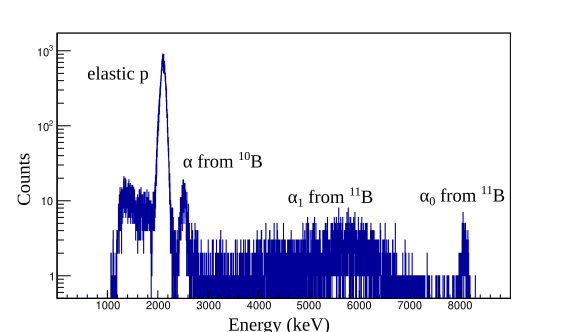 10³
elastic p
10²
α from ¹⁰B
Counts
α₁ from ¹¹B
α₀ from ¹¹B
10
1
1000 2000 3000 4000 5000 6000 7000 8000
Energy (keV)